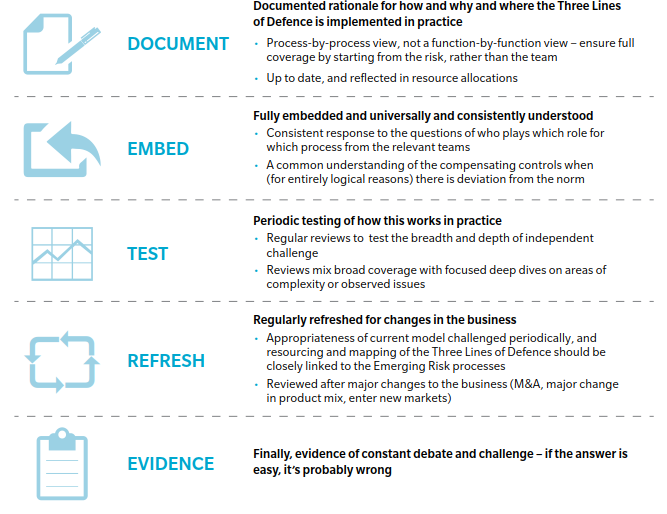 Documented rationale for how and why and where the Three Lines
of Defence is implemented in practice
DOCUMENT
• Process-by-process view, not a function-by-function view – ensure full
coverage by starting from the risk, rather than the team
• Up to date, and reflected in resource allocations
Fully embedded and universally and consistently understood
EMBED
• Consistent response to the questions of who plays which role for
which process from the relevant teams
• A common understanding of the compensating controls when
(for entirely logical reasons) there is deviation from the norm
Periodic testing of how this works in practice
TEST
• Regular reviews to test the breadth and depth of independent
challenge
• Reviews mix broad coverage with focused deep dives on areas of
complexity or observed issues
Regularly refreshed for changes in the business
REFRESH
• Appropriateness of current model challenged periodically, and
resourcing and mapping of the Three Lines of Defence should be
closely linked to the Emerging Risk processes
• Reviewed after major changes to the business (M&A, major change
in product mix, enter new markets)
EVIDENCE
Finally, evidence of constant debate and challenge – if the answer is
easy, it's probably wrong